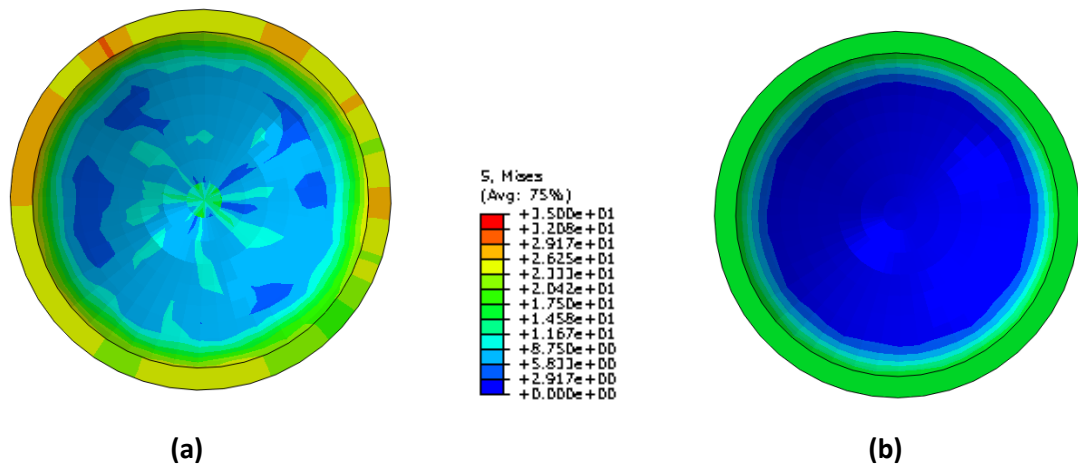 S, Mises
(Avg: 75%)
+3.500e+01
+3.208e+01
+2.917e+01
+2.625e+01
+2.333e+01
+2.042e+01
+1.750e+01
+1.458e+01
+1.167e+01
+8.750e+00
+5.833e+00
+2.917e+00
+0.000e+00
(a)
(b)